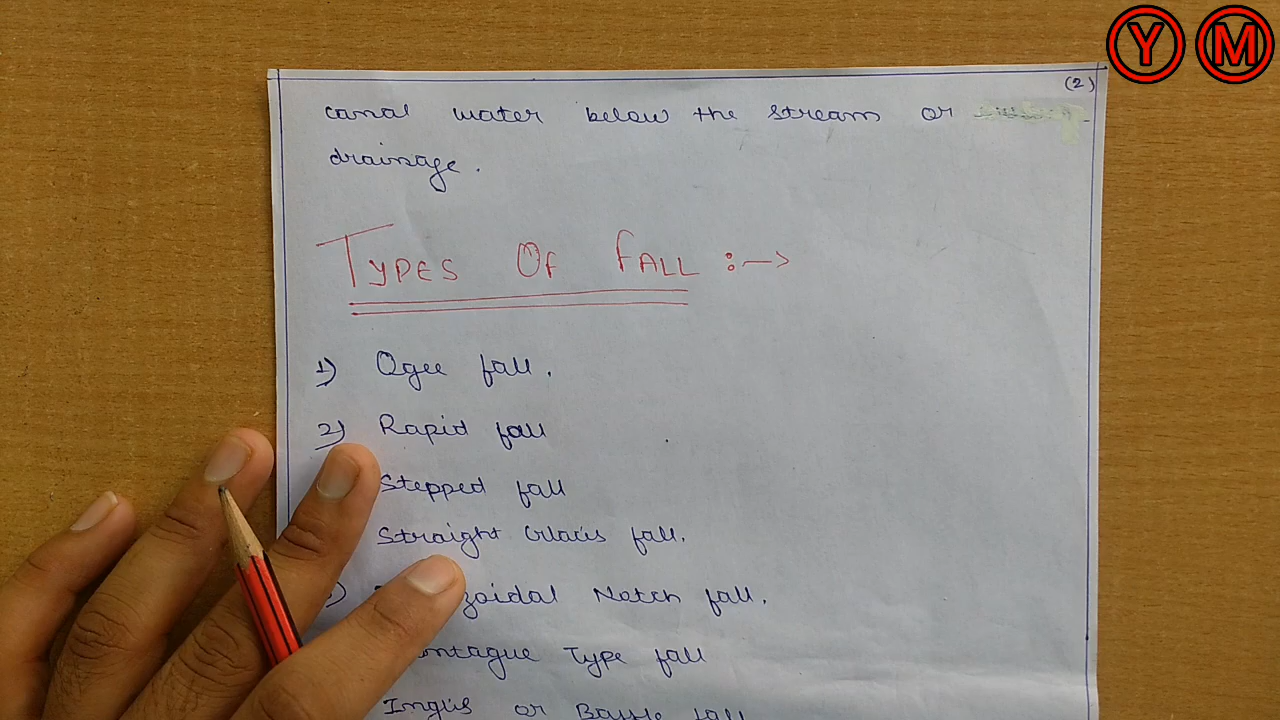 Y M
(2)
canal water below the stream or
drainage.
TYPES OF FALL :->
1) Ogee fall.
2) Rapid fall
Stepped fall
Straight Glacis fall.
) zoidal Notch fall.
ntague Type fall
Inglis or Baffle fall